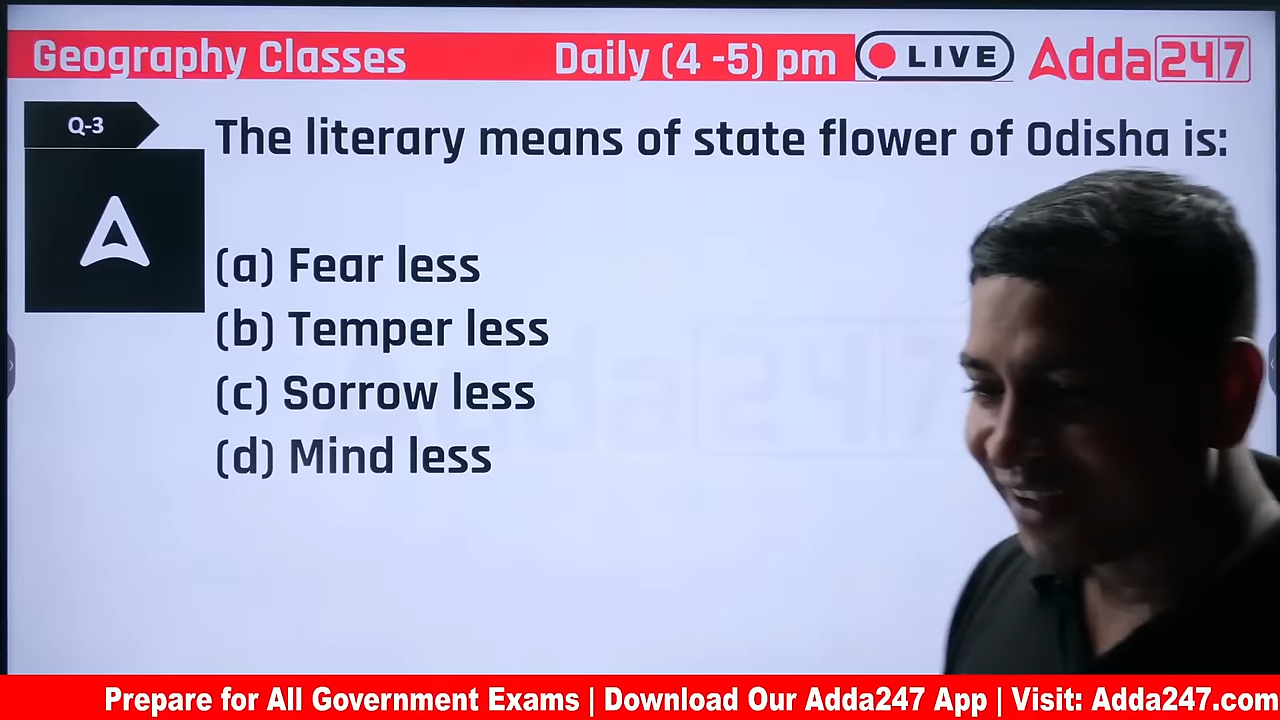 Geography Classes Daily (4 -5) pm LIVE Adda247
Q-3
The literary means of state flower of Odisha is:
(a) Fear less
(b) Temper less
(c) Sorrow less
(d) Mind less
Adda247
Prepare for All Government Exams | Download Our Adda247 App | Visit: Adda247.com